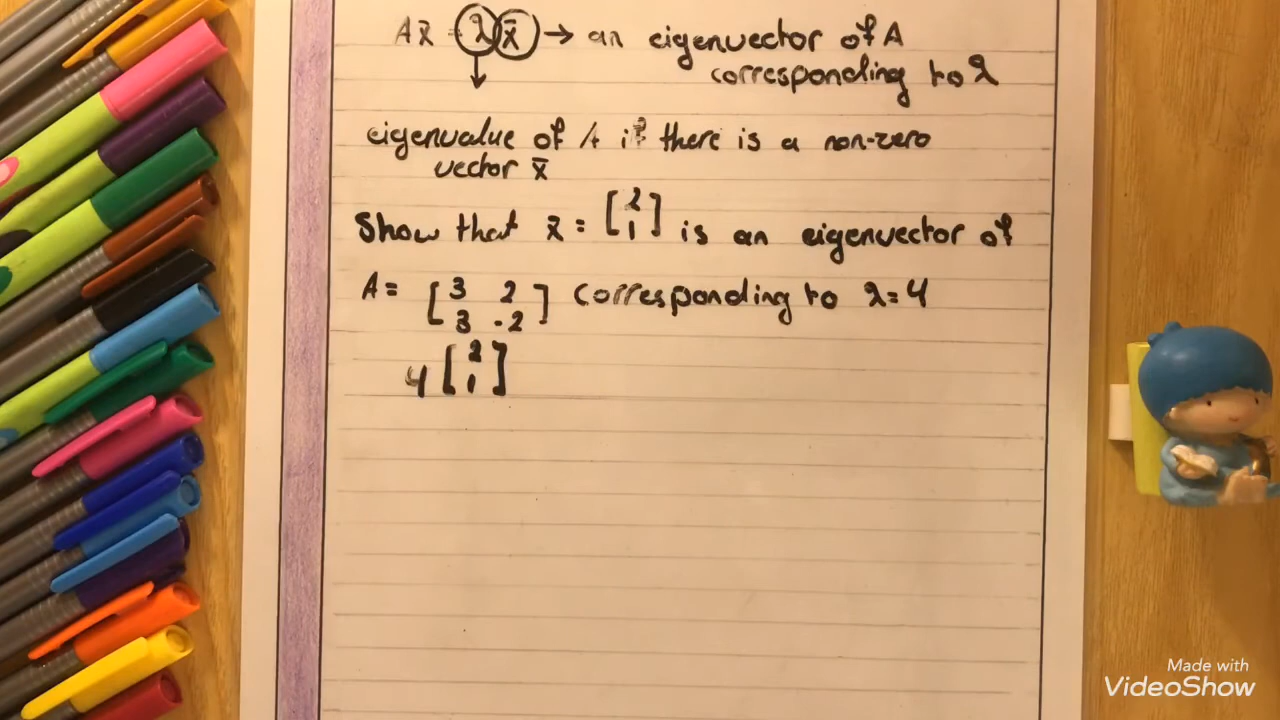 Ax̄ = λx̄ → an eigenvector of A
corresponding to λ
eigenvalue of A if there is a non-zero
vector x̄
Show that x̄ = [2 1] is an eigenvector of
A = [3 2 3 -2] corresponding to λ=4
4 [2 1]
Made with
VideoShow